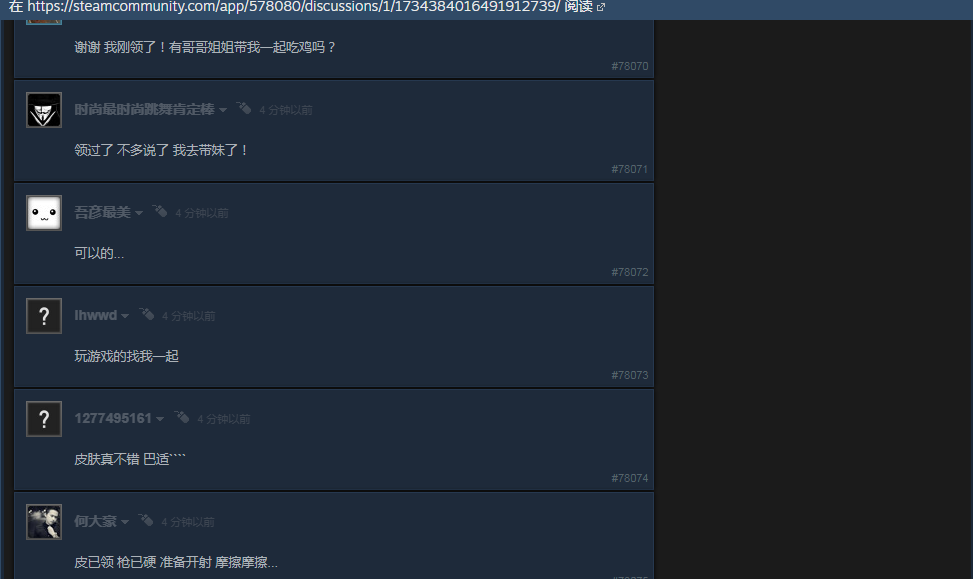 在 https://steamcommunity.com/app/578080/discussions/1/1734384016491912739/ 阅读
谢谢 我刚领了！有哥哥姐姐带我一起吃鸡吗？
#78070
时尚最时尚跳舞肯定棒 4 分钟以前
领过了 不多说了 我去带妹了！
#78071
吾彦最美 4 分钟以前
可以的...
#78072
lhwwd 4 分钟以前
玩游戏的找我一起
#78073
1277495161 4 分钟以前
皮肤真不错 巴适````
#78074
何大豪 4 分钟以前
皮已领 枪已硬 准备开射 摩擦摩擦...